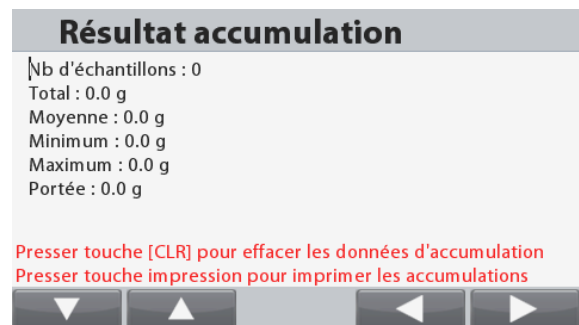 Résultat accumulation
Nb d'échantillons : 0
Total : 0.0 g
Moyenne : 0.0 g
Minimum : 0.0 g
Maximum : 0.0 g
Portée : 0.0 g
Presser touche [CLR] pour effacer les données d'accumulation
Presser touche impression pour imprimer les accumulations